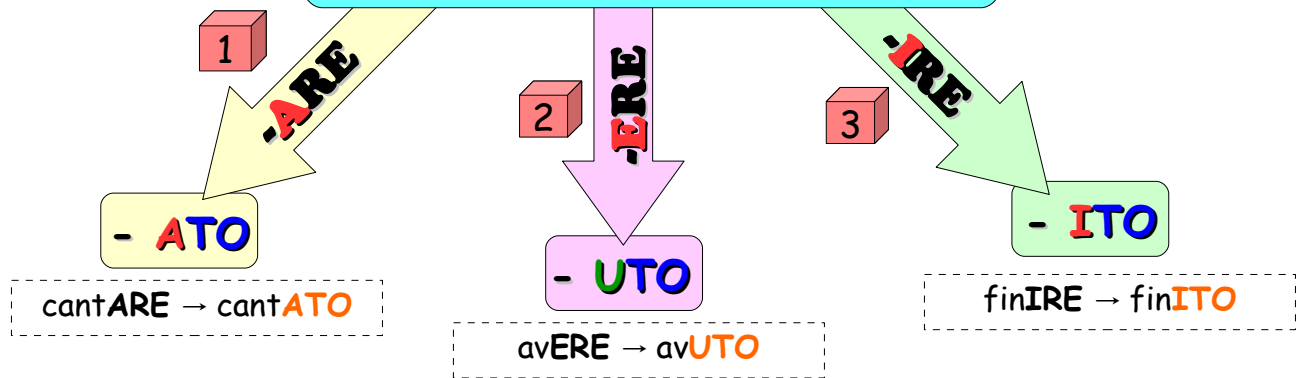 1
-ARE
- ATO
cantARE → cantATO
2
-ERE
- UTO
avERE → avUTO
3
-IRE
- ITO
finIRE → finITO